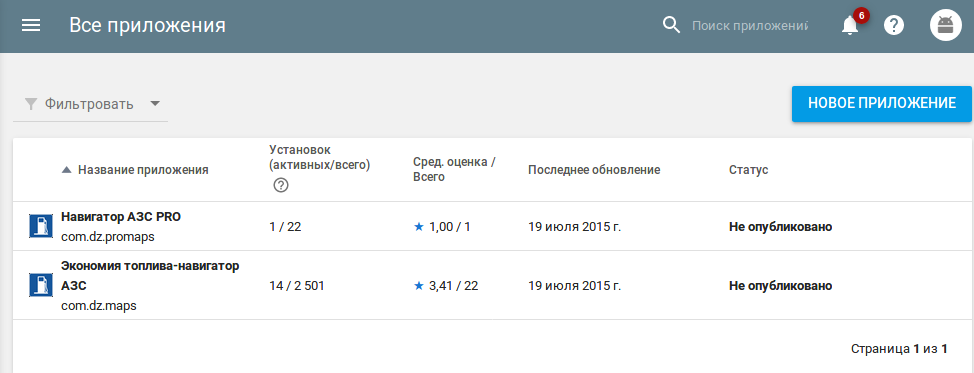 Все приложения
Поиск приложений
6
Фильтровать
НОВОЕ ПРИЛОЖЕНИЕ
Название приложения
Установок (активных/всего)
Сред. оценка / Всего
Последнее обновление
Статус
Навигатор АЗС PRO
com.dz.promaps
1 / 22
1,00 / 1
19 июля 2015 г.
Не опубликовано
Экономия топлива-навигатор
АЗС
com.dz.maps
14 / 2 501
3,41 / 22
19 июля 2015 г.
Не опубликовано
Страница 1 из 1